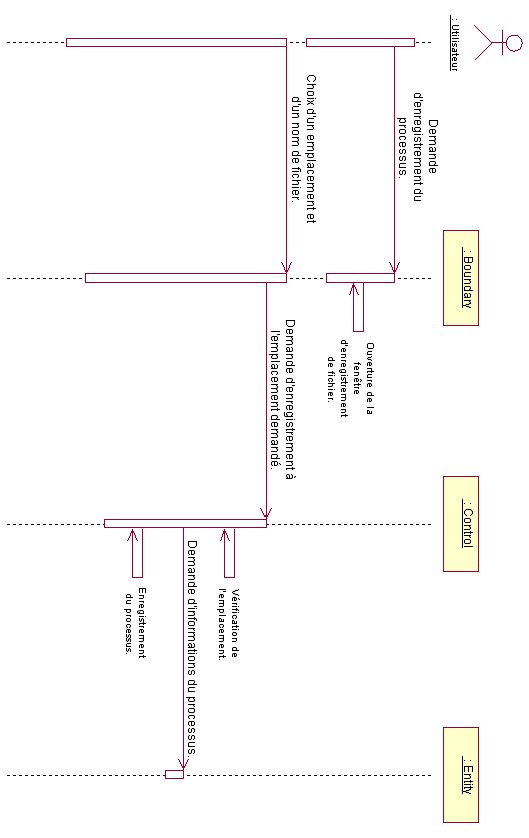 : Utilisateur
: Boundary
: Control
: Entity
Demande
d'enregistrement du
processus.
Ouverture de la
fenêtre
d'enregistrement
de fichier.
Choix d'un emplacement et
d'un nom de fichier.
Demande d'enregistrement à
l'emplacement demandé.
Vérification de
l'emplacement.
Demande d'informations du processus.
Enregistrement
du processus.